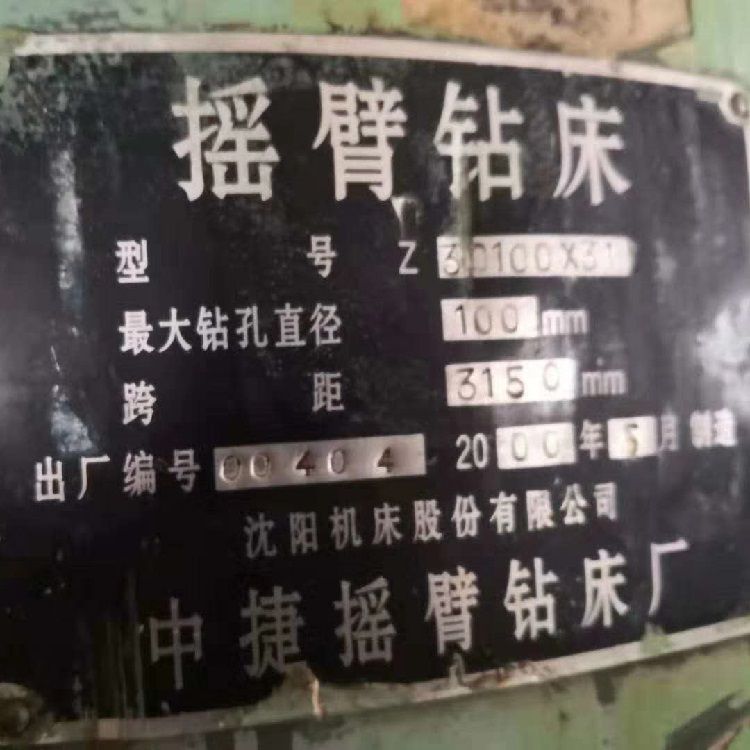 摇臂钻床
型号 Z 30100X31
最大钻孔直径 100 mm
跨距 3150 mm
出厂编号 00404 2000年5月制造
沈阳机床股份有限公司
中捷摇臂钻床厂